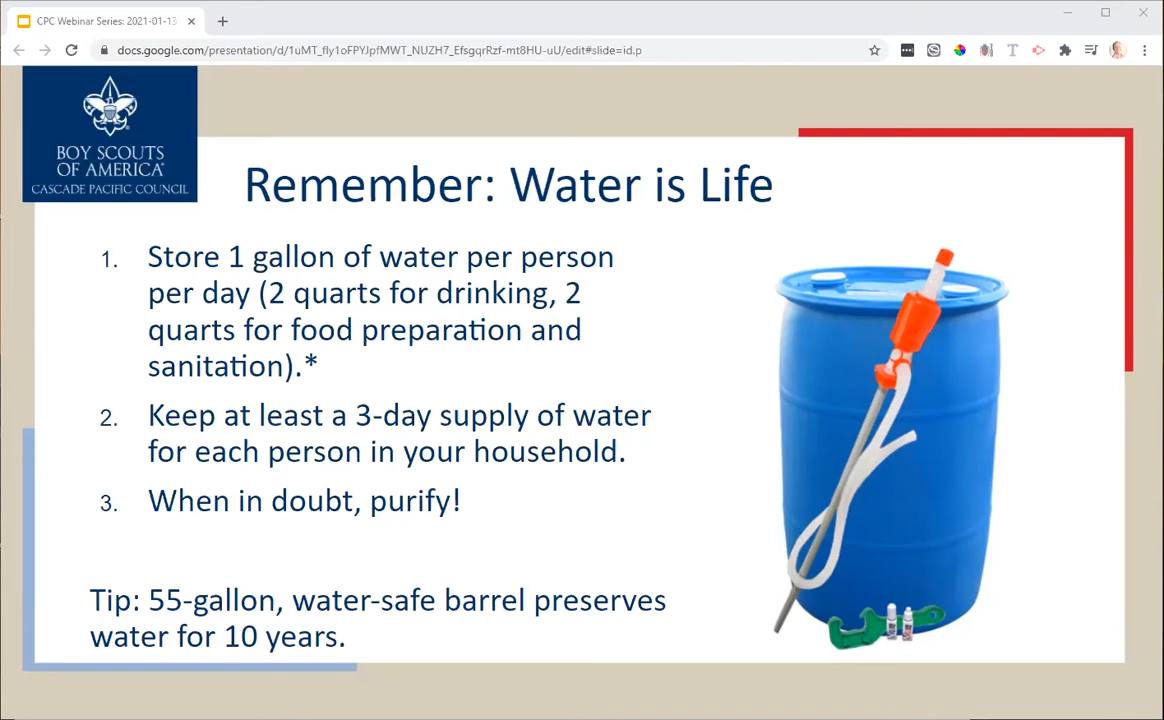 CPC Webinar Series: 2021-01-13
docs.google.com/presentation/d/1uMT_fly1oFPYJpfMWT_NUZH7_EfsgqrRzf-mt8HU-uU/edit#slide=id.p
BOY SCOUTS
OF AMERICA®
CASCADE PACIFIC COUNCIL
Remember: Water is Life
1. Store 1 gallon of water per person
per day (2 quarts for drinking, 2
quarts for food preparation and
sanitation).*
2. Keep at least a 3-day supply of water
for each person in your household.
3. When in doubt, purify!
Tip: 55-gallon, water-safe barrel preserves
water for 10 years.